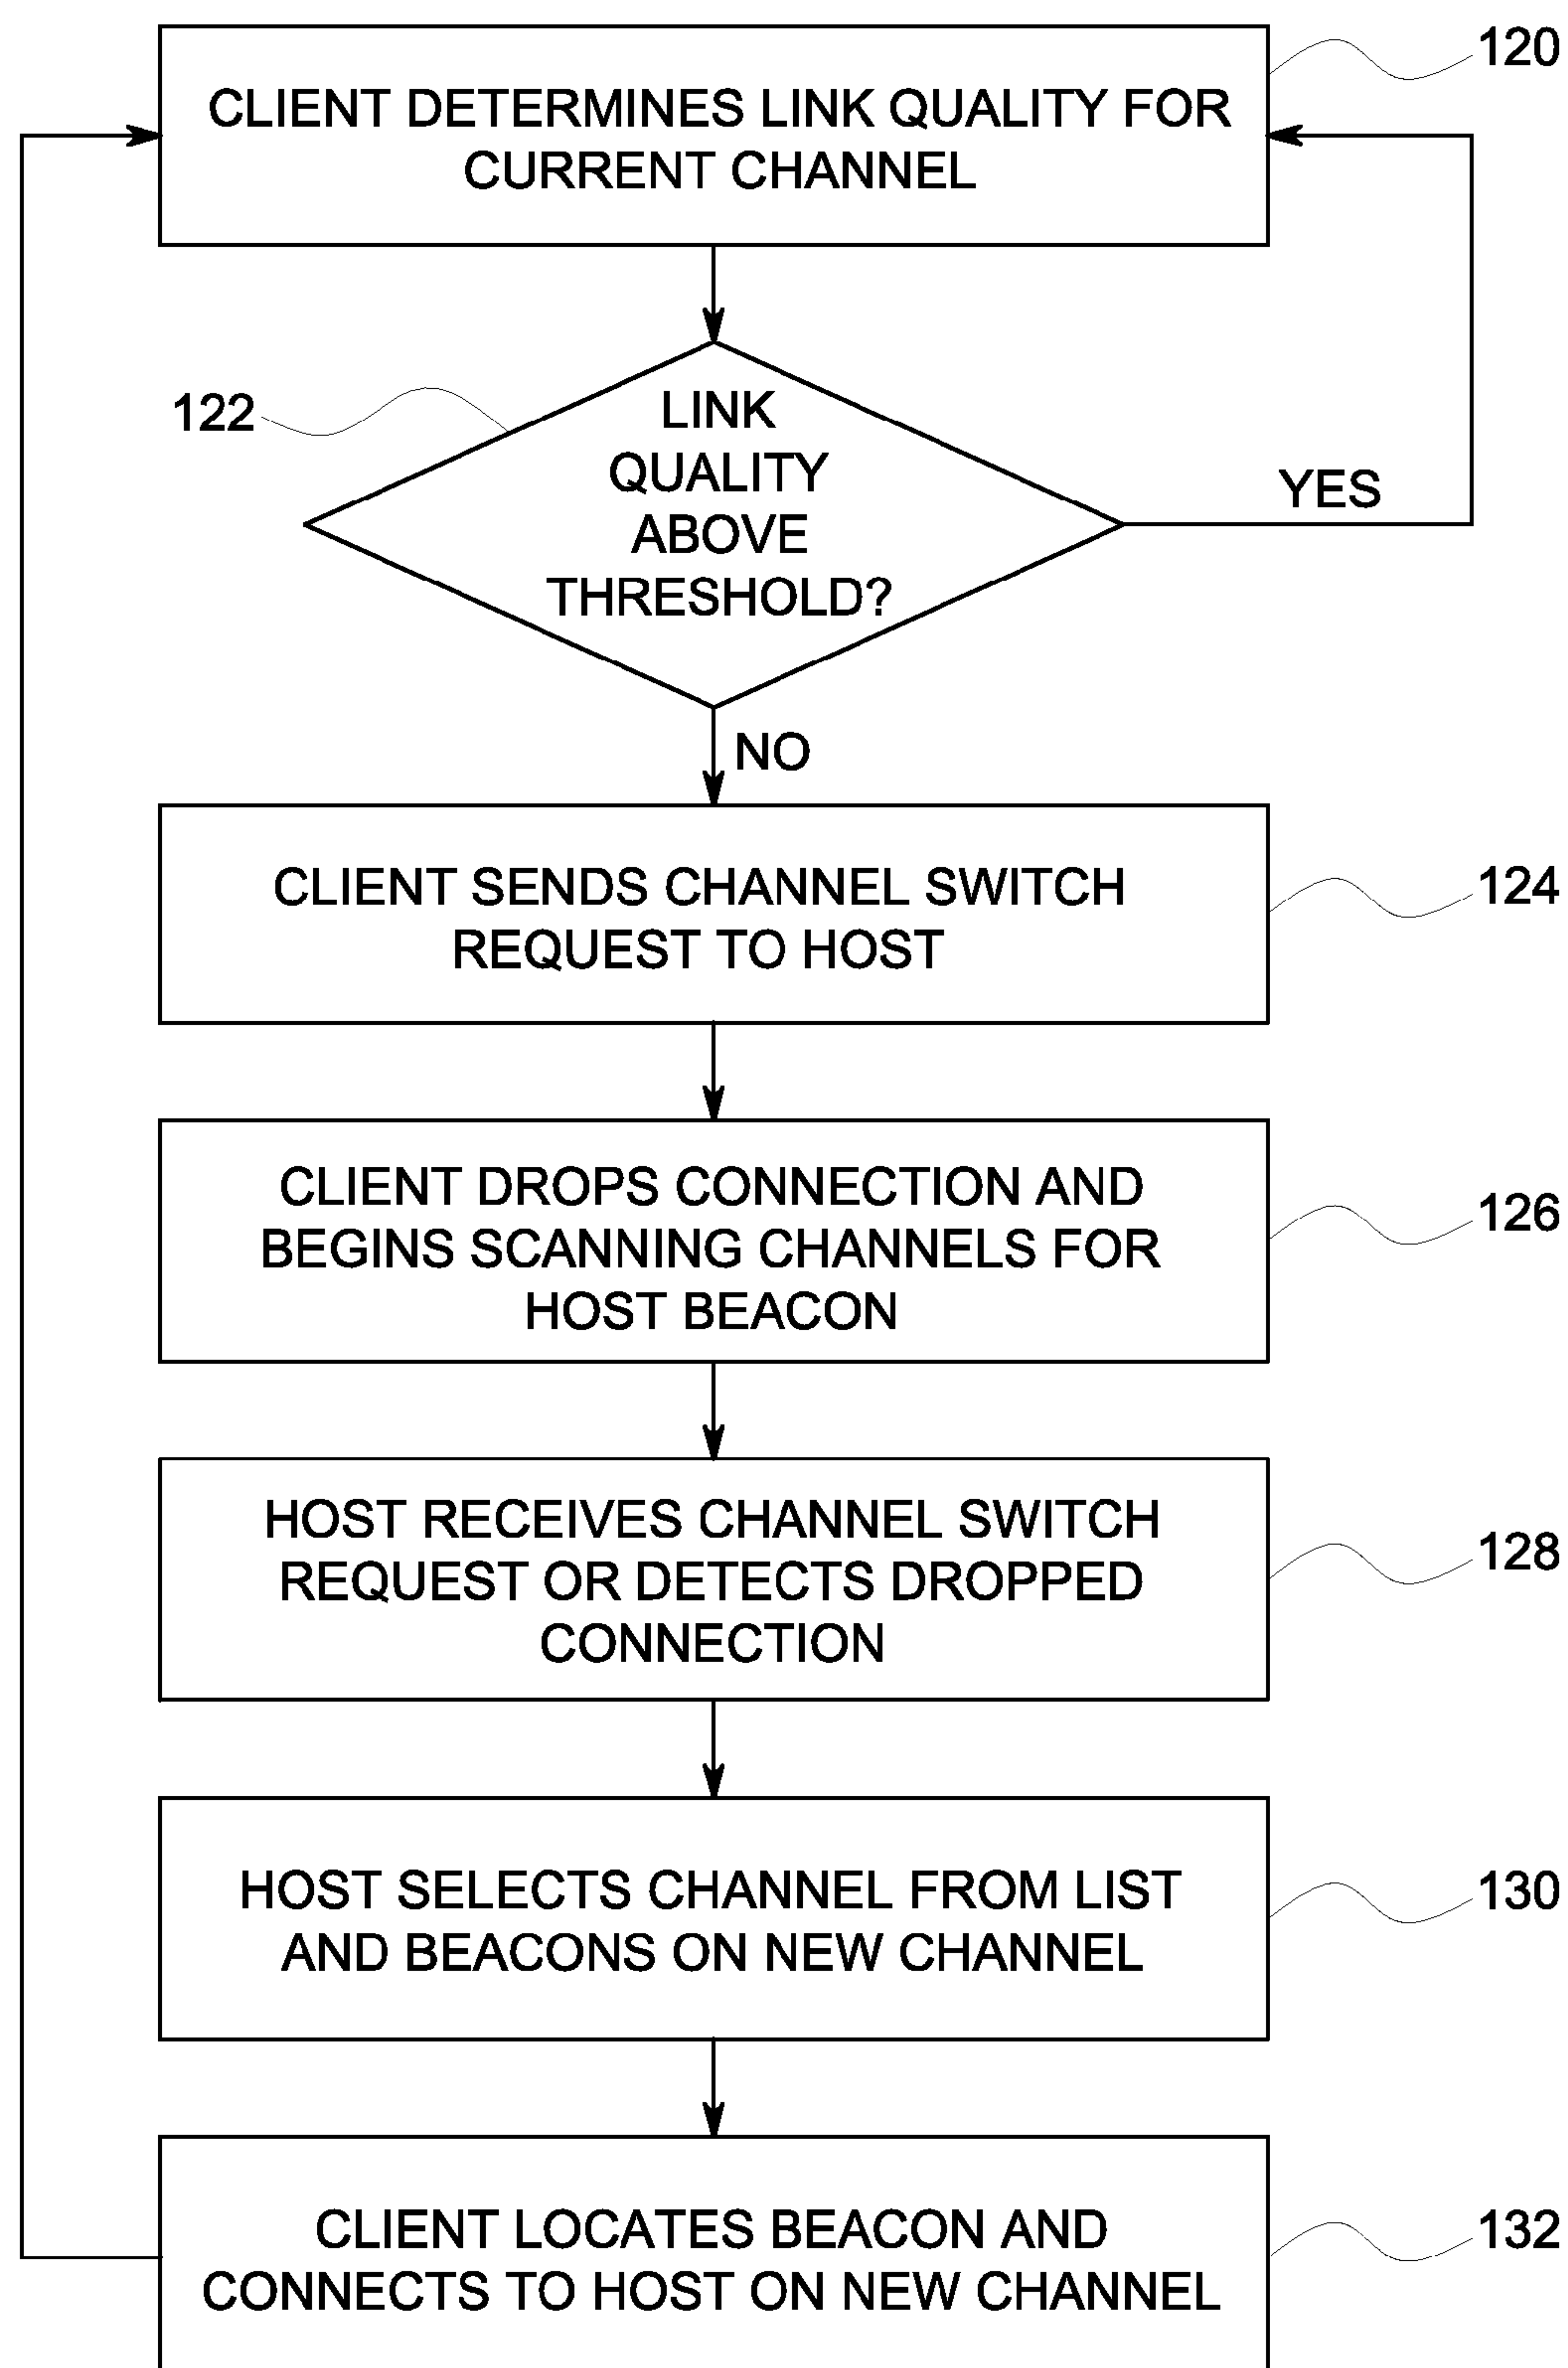 120
CLIENT DETERMINES LINK QUALITY FOR
CURRENT CHANNEL
122
LINK
QUALITY
ABOVE
THRESHOLD?
YES
NO
CLIENT SENDS CHANNEL SWITCH
REQUEST TO HOST
124
CLIENT DROPS CONNECTION AND
BEGINS SCANNING CHANNELS FOR
HOST BEACON
126
HOST RECEIVES CHANNEL SWITCH
REQUEST OR DETECTS DROPPED
CONNECTION
128
HOST SELECTS CHANNEL FROM LIST
AND BEACONS ON NEW CHANNEL
130
CLIENT LOCATES BEACON AND
CONNECTS TO HOST ON NEW CHANNEL
132